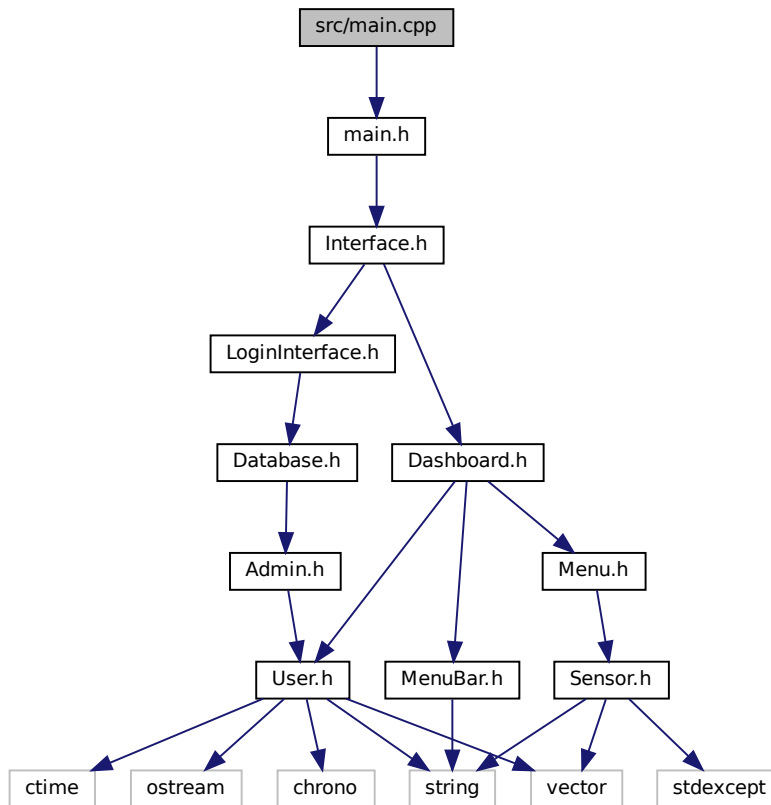 src/main.cpp
main.h
Interface.h
LoginInterface.h
Database.h
Dashboard.h
Admin.h
Menu.h
User.h
MenuBar.h
Sensor.h
ctime
ostream
chrono
string
vector
stdexcept